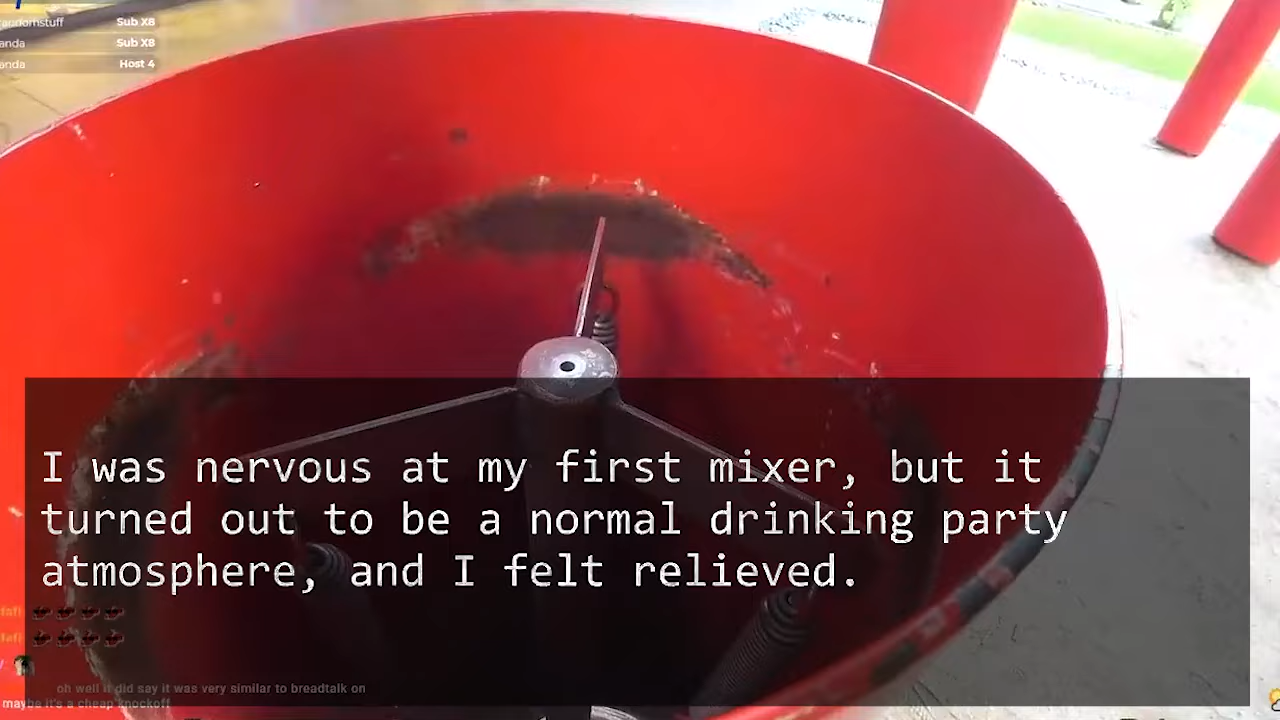 Sub X8
anda Sub X8
anda Host 4
I was nervous at my first mixer, but it
turned out to be a normal drinking party
atmosphere, and I felt relieved.
oh well it did say it was very similar to breadtalk on
maybe it's a cheap knockoff